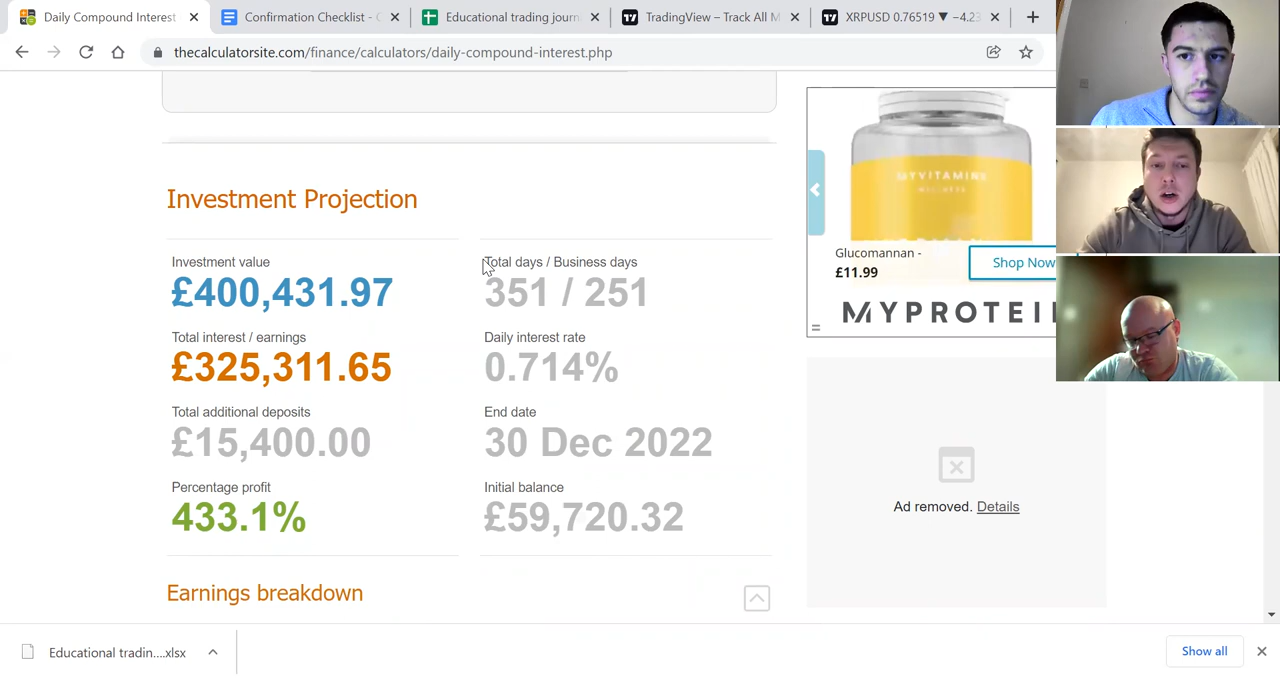 Daily Compound Interest
Confirmation Checklist -
Educational trading journ
TradingView – Track All M
XRPUSD 0.76519 ▼ −4.23
thecalculatorsite.com/finance/calculators/daily-compound-interest.php
Investment Projection
Investment value
£400,431.97
Total days / Business days
351 / 251
Total interest / earnings
£325,311.65
Daily interest rate
0.714%
Total additional deposits
£15,400.00
End date
30 Dec 2022
Percentage profit
433.1%
Initial balance
£59,720.32
Earnings breakdown
MYVITAMINS
Glucomannan -
£11.99
Shop Now
MYPROTEIN
Ad removed. Details
Educational tradin....xlsx
Show all